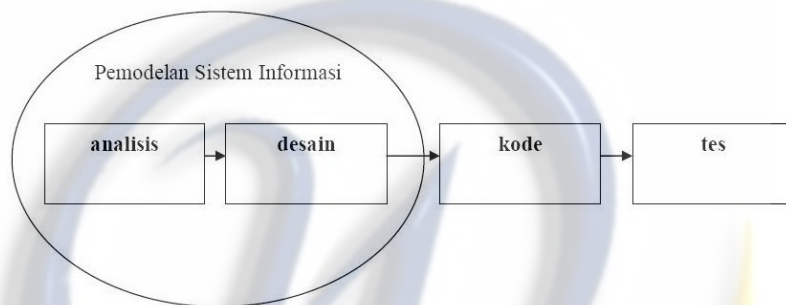 Pemodelan Sistem Informasi
analisis
desain
kode
tes